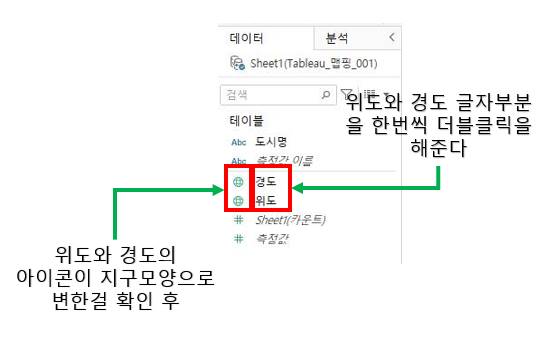 데이터
분석
Sheet1(Tableau_맵핑_001)
검색
테이블
Abc 도시명
Abc 측정값 이름
경도
위도
Sheet1(카운트)
측정값
위도와 경도 글자부분
을 한번씩 더블클릭을
해준다
위도와 경도의
아이콘이 지구모양으로
변한걸 확인 후